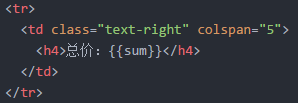 <tr>
<td class="text-right" colspan="5">
<h4>总价：{{sum}}</h4>
</td>
</tr>